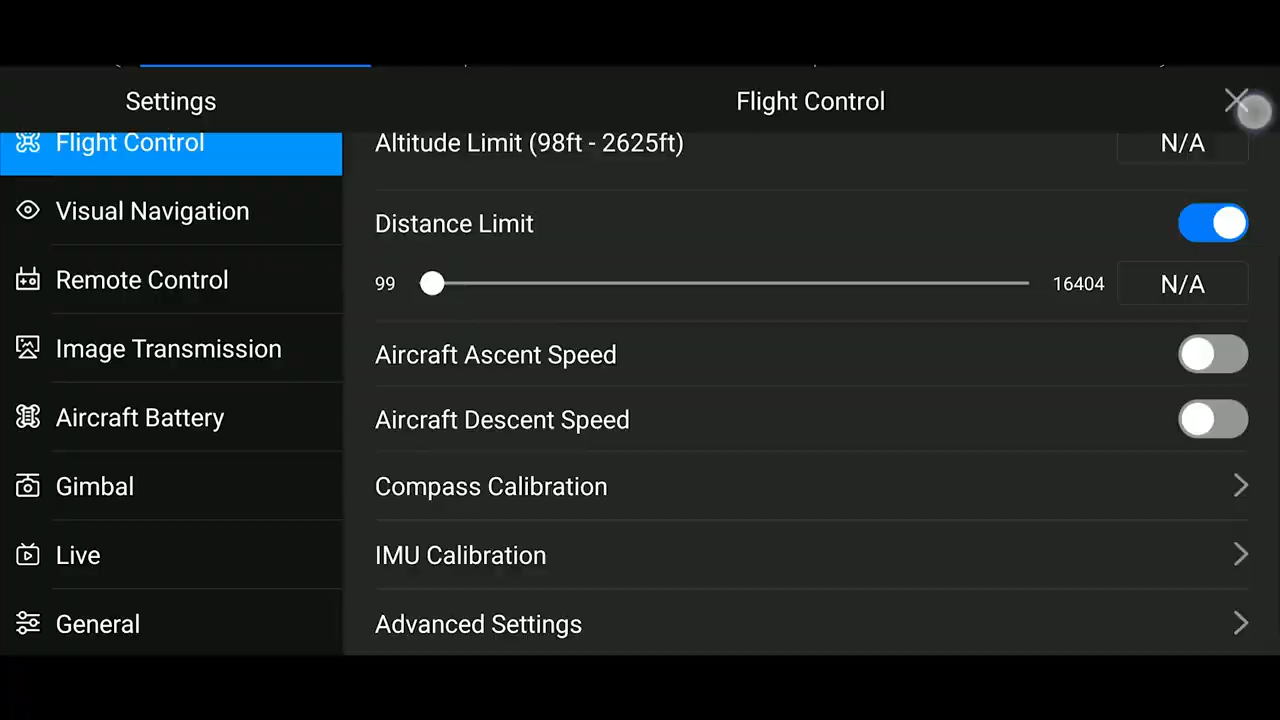 Settings
Flight Control
Flight Control
Altitude Limit (98ft - 2625ft)
N/A
Visual Navigation
Distance Limit
Remote Control
99
16404
N/A
Image Transmission
Aircraft Ascent Speed
Aircraft Battery
Aircraft Descent Speed
Gimbal
Compass Calibration
Live
IMU Calibration
General
Advanced Settings